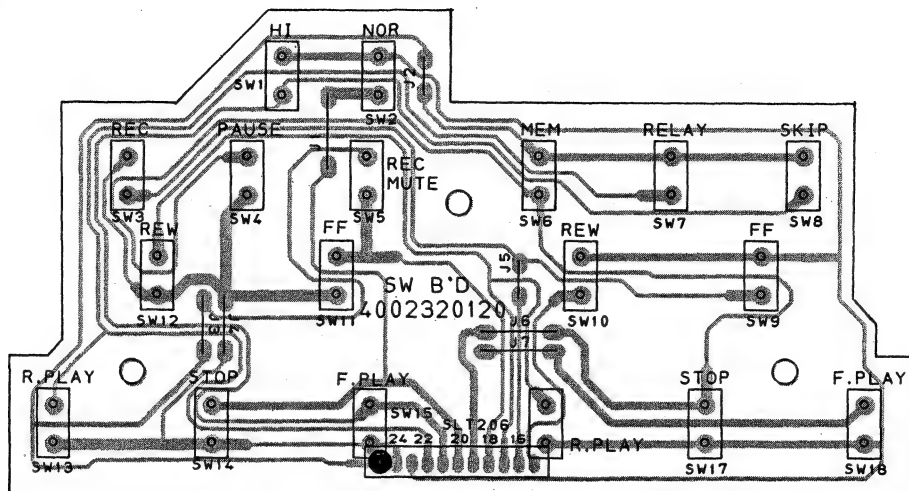 HI NOR
SW1 J2
SW2
REC PAUSE MEM RELAY SKIP
REC
MUTE
SW3 SW4 SW5 SW6 SW7 SW8
REW FF REW FF
J5
SW B'D
4002320120
SW12 SW11 SW10 SW9
J6
J7
R.PLAY STOP F.PLAY STOP F.PLAY
SW15
SLT206
24 22 20 18 16
R.PLAY
SW13 SW14 SW17 SW18